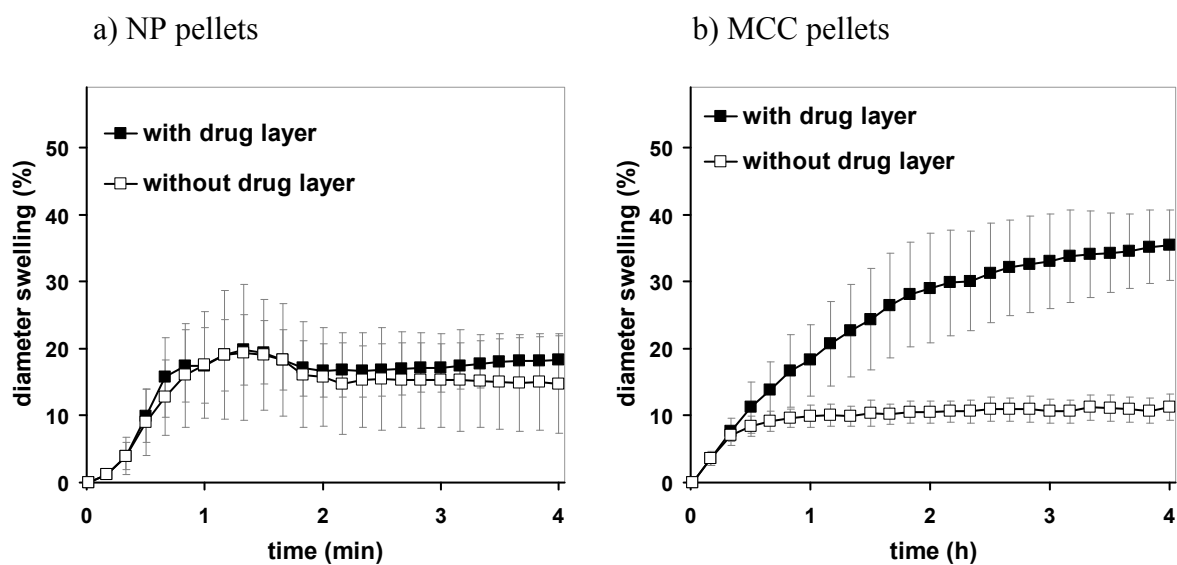 a) NP pellets
with drug layer
without drug layer
diameter swelling (%)
50
40
30
20
10
0
0 1 2 3 4
time (min)
b) MCC pellets
with drug layer
without drug layer
diameter swelling (%)
50
40
30
20
10
0
0 1 2 3 4
time (h)